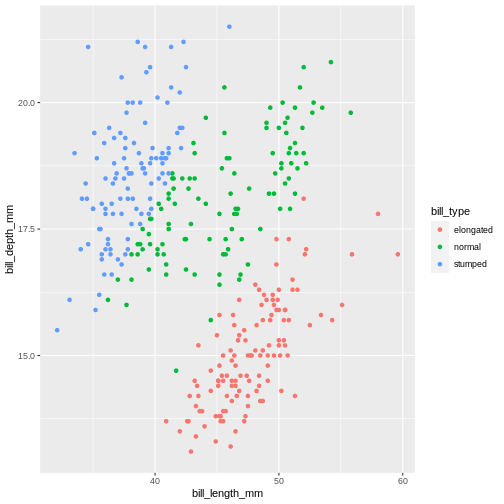 20.0
17.5
15.0
bill_depth_mm
40
50
60
bill_length_mm
bill_type
elongated
normal
stumped